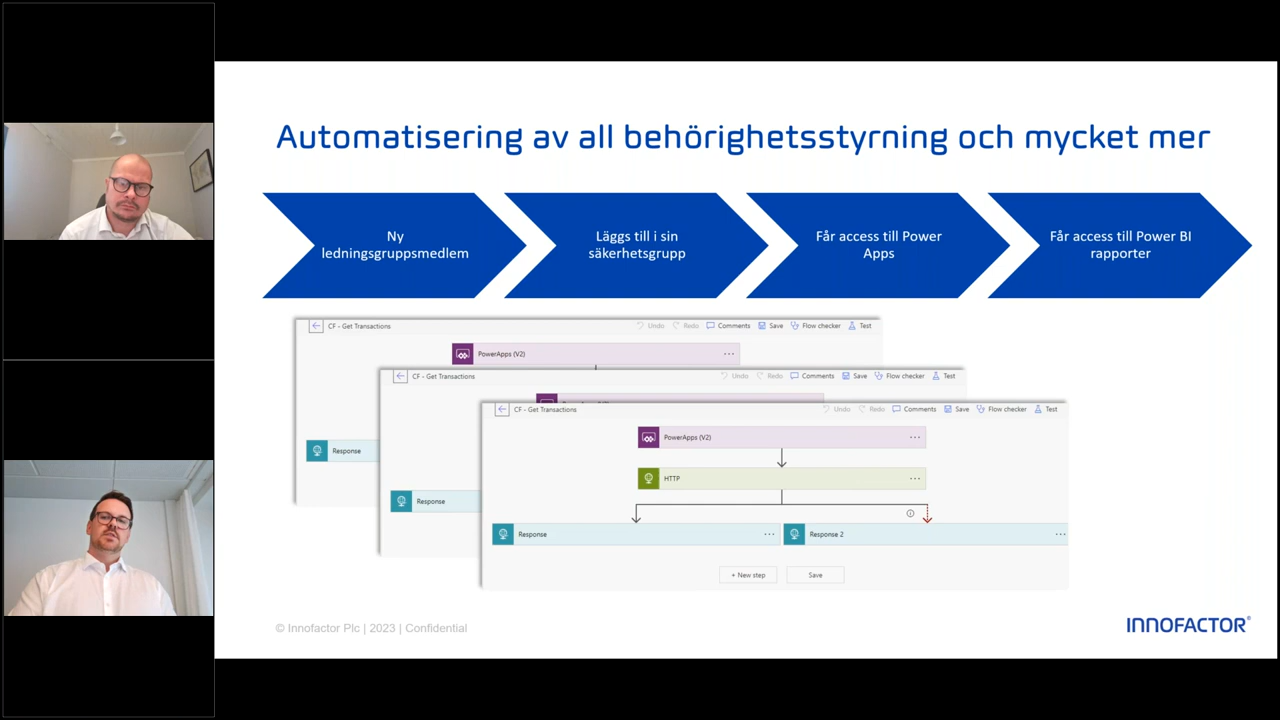 Automatisering av all behörighetsstyrning och mycket mer
Ny
ledningsgruppsmedlem
Läggs till i sin
säkerhetsgrupp
Får access till Power
Apps
Får access till Power BI
rapporter
CF - Get Transactions
Undo Redo Comments Save Flow checker Test
PowerApps (V2)
Response
CF - Get Transactions
Undo Redo Comments Save Flow checker Test
Response
CF - Get Transactions
Undo Redo Comments Save Flow checker Test
PowerApps (V2)
HTTP
Response
Response 2
+ New step
Save
© Innofactor Plc | 2023 | Confidential
INNOFACTOR®